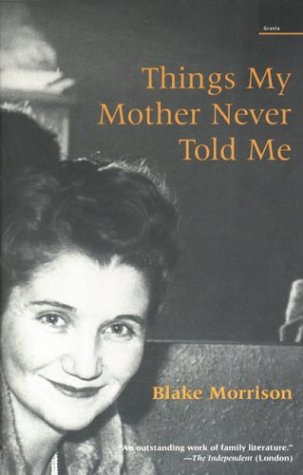 Granta
Things My
Mother Never
Told Me
Blake Morrison
"An outstanding work of family literature."
—The Independent (London)